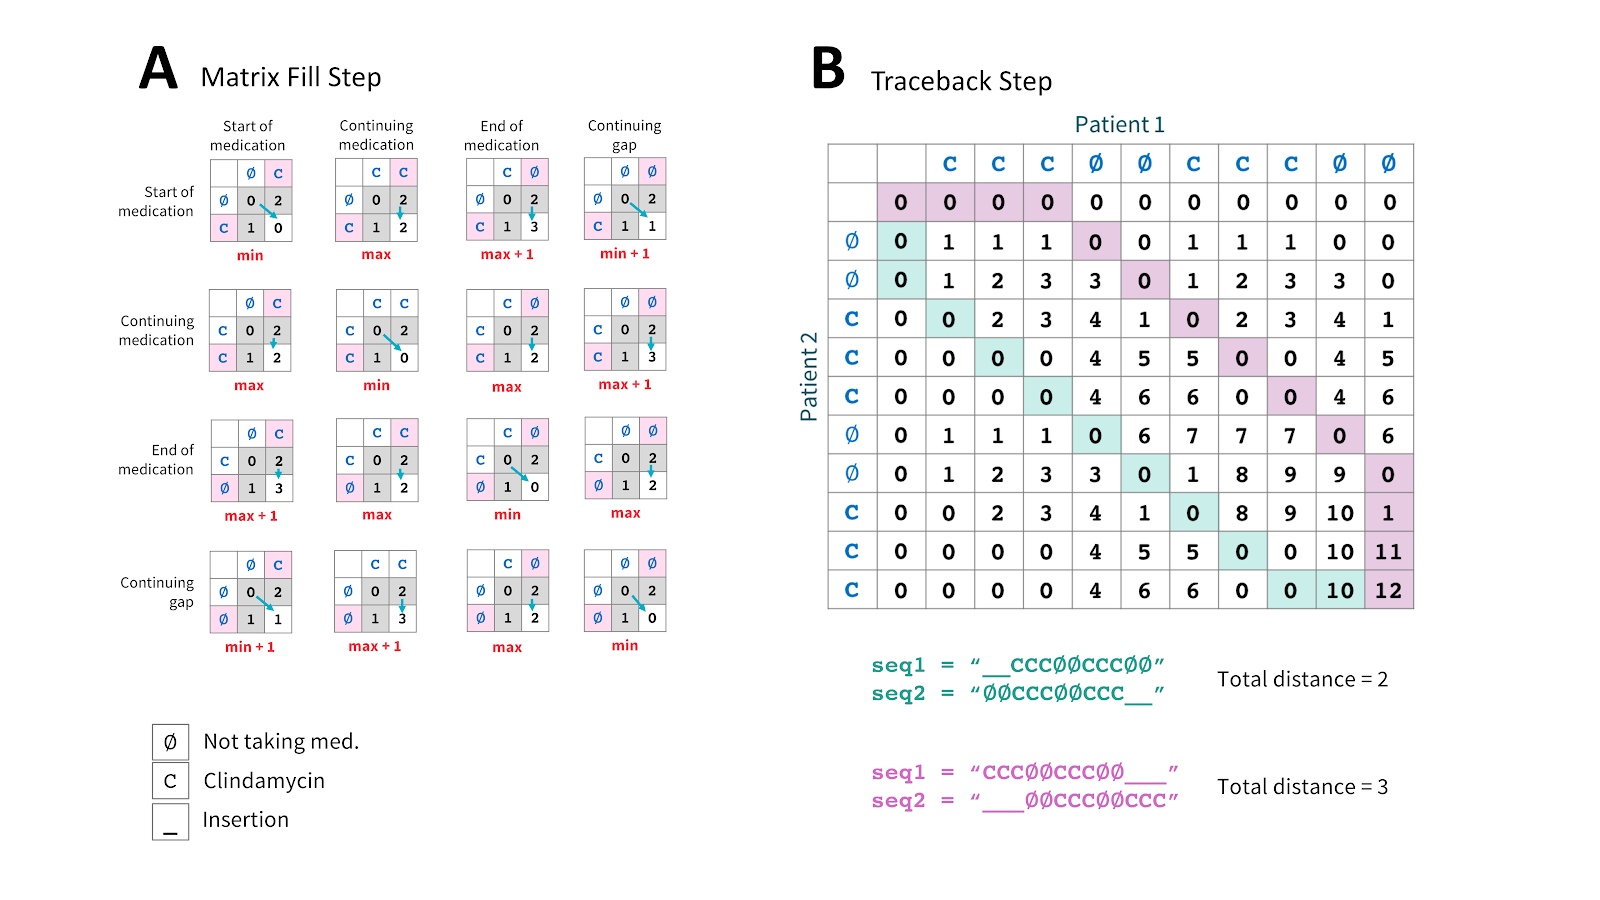 A Matrix Fill Step
Start of medication
Continuing medication
End of medication
Continuing gap
Start of medication
Ø C
Ø 0 2
C 1 0
min
C C
Ø 0 2
C 1 2
max
C Ø
Ø 0 2
C 1 3
max + 1
Ø Ø
Ø 0 2
C 1 1
min + 1
Continuing medication
Ø C
C 0 2
C 1 2
max
C C
C 0 2
C 1 0
min
C Ø
C 0 2
C 1 2
max
Ø Ø
C 0 2
C 1 3
max + 1
End of medication
Ø C
C 0 2
Ø 1 3
max + 1
C C
C 0 2
Ø 1 2
max
C Ø
C 0 2
Ø 1 0
min
Ø Ø
C 0 2
Ø 1 2
max
Continuing gap
Ø C
Ø 0 2
Ø 1 1
min + 1
C C
Ø 0 2
Ø 1 3
max + 1
C Ø
Ø 0 2
Ø 1 2
max
Ø Ø
Ø 0 2
Ø 1 0
min
Ø Not taking med.
C Clindamycin
_ Insertion
B Traceback Step
Patient 1
Patient 2
C C C Ø Ø C C C Ø Ø
0 0 0 0 0 0 0 0 0 0 0
Ø 0 1 1 1 0 0 1 1 1 0 0
Ø 0 1 2 3 3 0 1 2 3 3 0
C 0 0 2 3 4 1 0 2 3 4 1
C 0 0 0 0 4 5 5 0 0 4 5
C 0 0 0 0 4 6 6 0 0 4 6
Ø 0 1 1 1 0 6 7 7 7 0 6
Ø 0 1 2 3 3 0 1 8 9 9 0
C 0 0 2 3 4 1 0 8 9 10 1
C 0 0 0 0 4 5 5 0 0 10 11
C 0 0 0 0 4 6 6 0 0 10 12
seq1 = “__CCCØØCCCØØ”
seq2 = “ØØCCCØØCCC__”
Total distance = 2
seq1 = “CCCØØCCCØØ___”
seq2 = “___ØØCCCØØCCC”
Total distance = 3